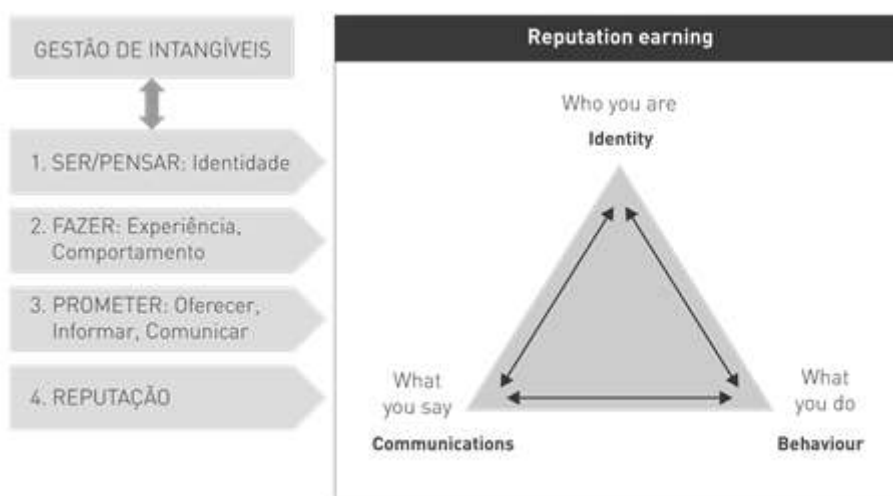 GESTÃO DE INTANGÍVEIS
1. SER/PENSAR: Identidade
2. FAZER: Experiência,
Comportamento
3. PROMETER: Oferecer,
Informar, Comunicar
4. REPUTAÇÃO
Reputation earning
Who you are
Identity
What
you say
Communications
What
you do
Behaviour